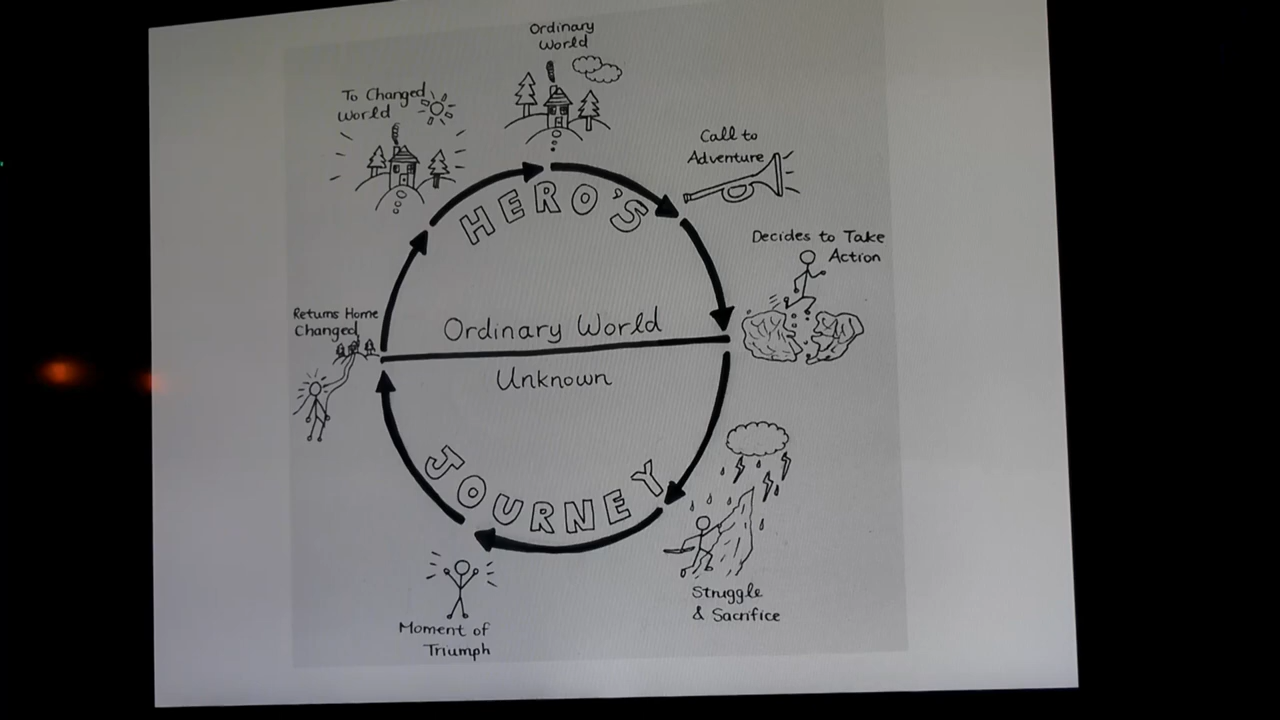 Ordinary
World
To Changed
World
Call to
Adventure
Decides to Take
Action
HERO'S
Returns Home
Changed
Ordinary World
Unknown
JOURNEY
Struggle
& Sacrifice
Moment of
Triumph